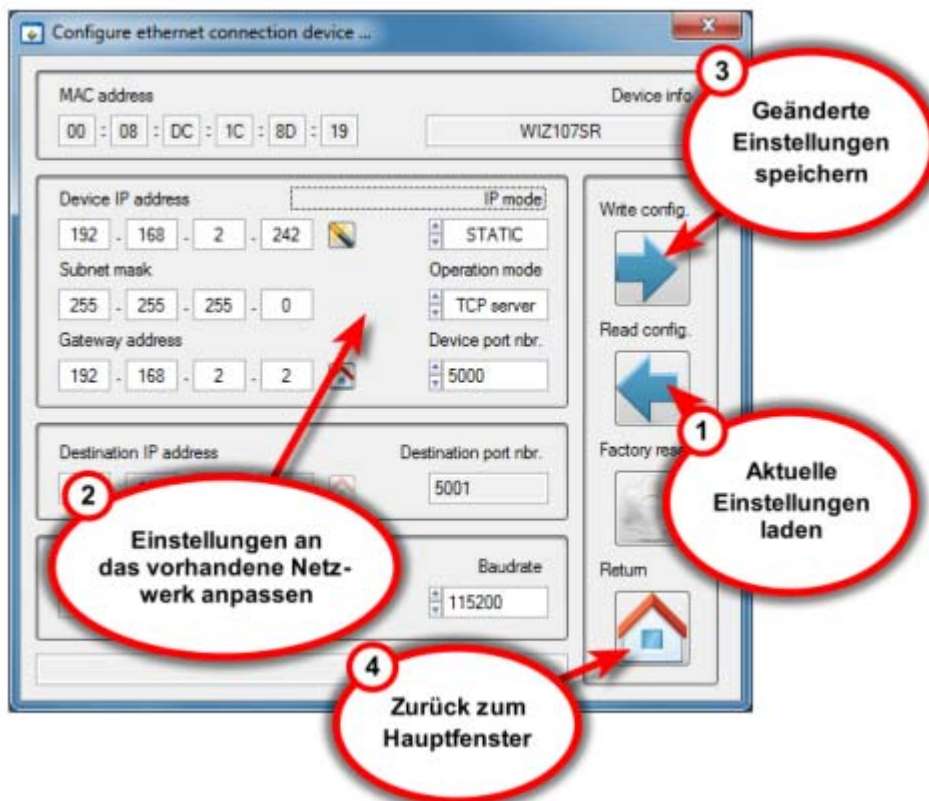 Configure ethernet connection device ...
3
MAC address
Device info
00 : 08 : DC : 1C : 8D : 19
WIZ107SR
Geänderte
Einstellungen
speichern
Device IP address
IP mode
192 . 168 . 2 . 242
STATIC
Write config.
Subnet mask
Operation mode
255 . 255 . 255 . 0
TCP server
Gateway address
Device port nbr.
Read config.
192 . 168 . 2 . 2
5000
1
Aktuelle
Einstellungen
laden
Destination IP address
Destination port nbr.
Factory
5001
2
Einstellungen an
das vorhandene Netz-
werk anpassen
Baudrate
115200
Return
4
Zurück zum
Hauptfenster